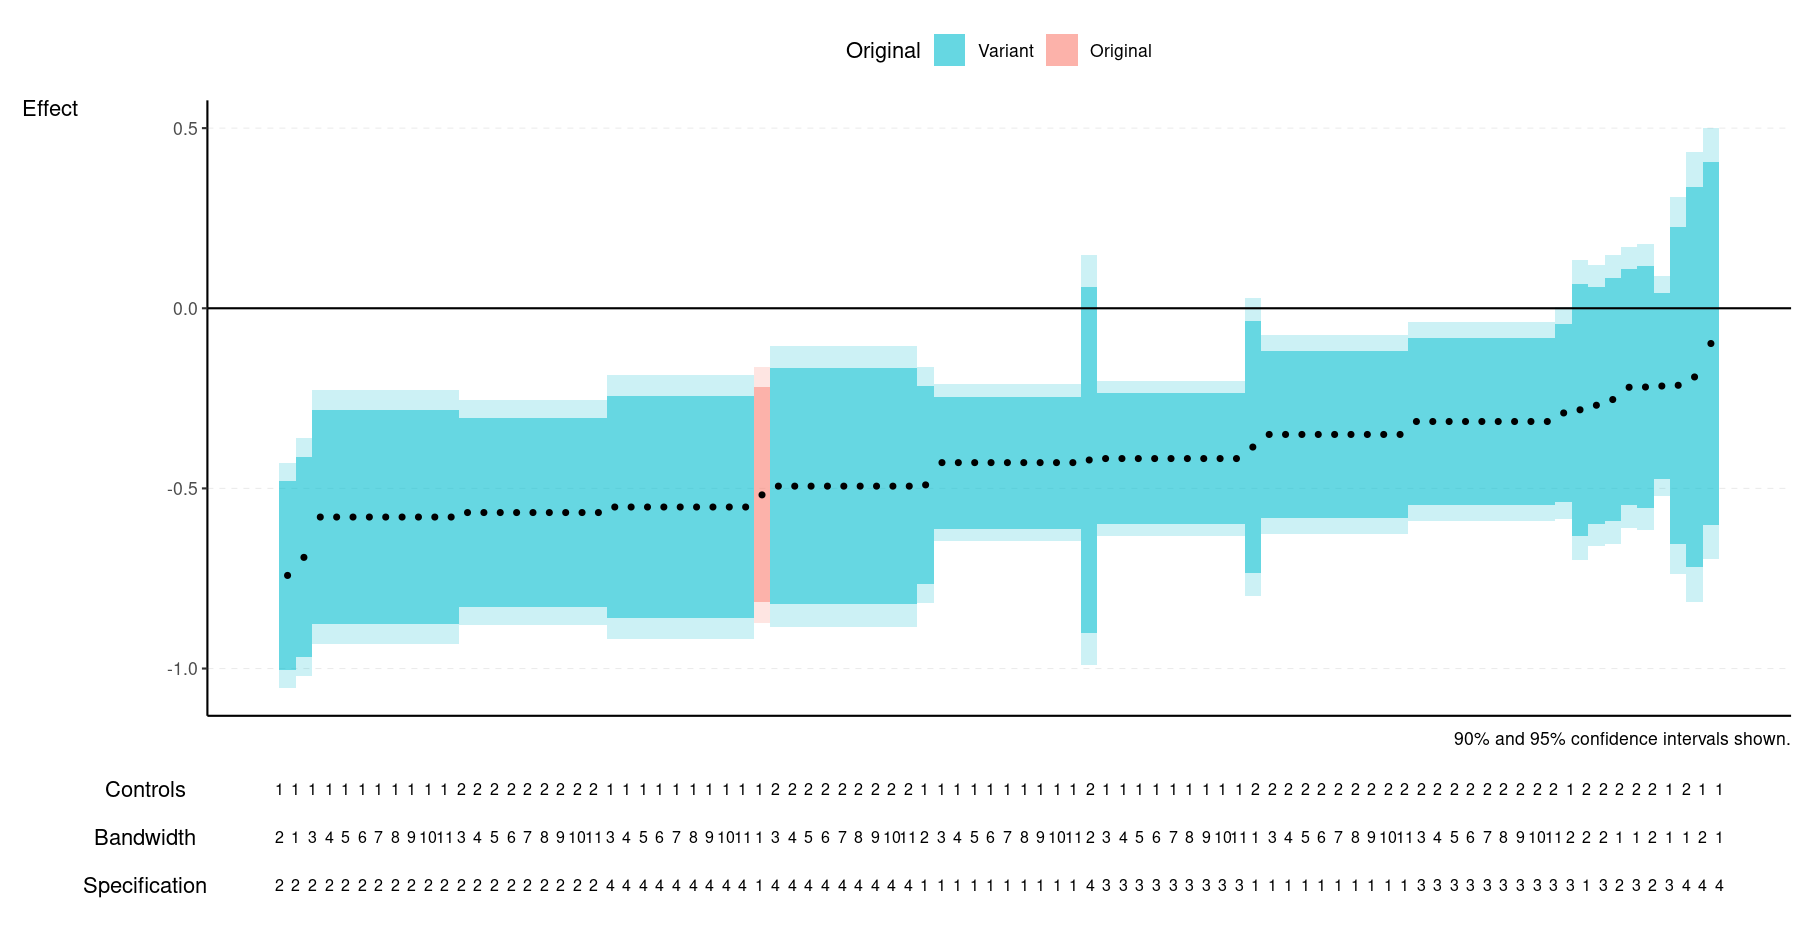 Original Variant Original
Effect
0.5
0.0
-0.5
-1.0
90% and 95% confidence intervals shown.
Controls 1 1 1 1 1 1 1 1 1 1 1 2 2 2 2 2 2 2 2 2 1 1 1 1 1 1 1 1 1 1 2 2 2 2 2 2 2 2 2 1 1 1 1 1 1 1 1 1 1 2 1 1 1 1 1 1 1 1 1 2 2 2 2 2 2 2 2 2 2 2 2 2 2 2 2 2 2 2 1 2 2 2 2 2 1 2 1 1
Bandwidth 2 1 3 4 5 6 7 8 9 10 11 3 4 5 6 7 8 9 10 11 3 4 5 6 7 8 9 10 11 1 3 4 5 6 7 8 9 10 11 2 3 4 5 6 7 8 9 10 11 2 3 4 5 6 7 8 9 10 11 1 3 4 5 6 7 8 9 10 11 3 4 5 6 7 8 9 10 11 2 2 2 1 1 2 1 1 2 1
Specification 2 2 2 2 2 2 2 2 2 2 2 2 2 2 2 2 2 2 2 2 4 4 4 4 4 4 4 4 4 1 4 4 4 4 4 4 4 4 4 1 1 1 1 1 1 1 1 1 1 4 3 3 3 3 3 3 3 3 3 1 1 1 1 1 1 1 1 1 1 3 3 3 3 3 3 3 3 3 3 1 3 2 3 2 3 4 4 4